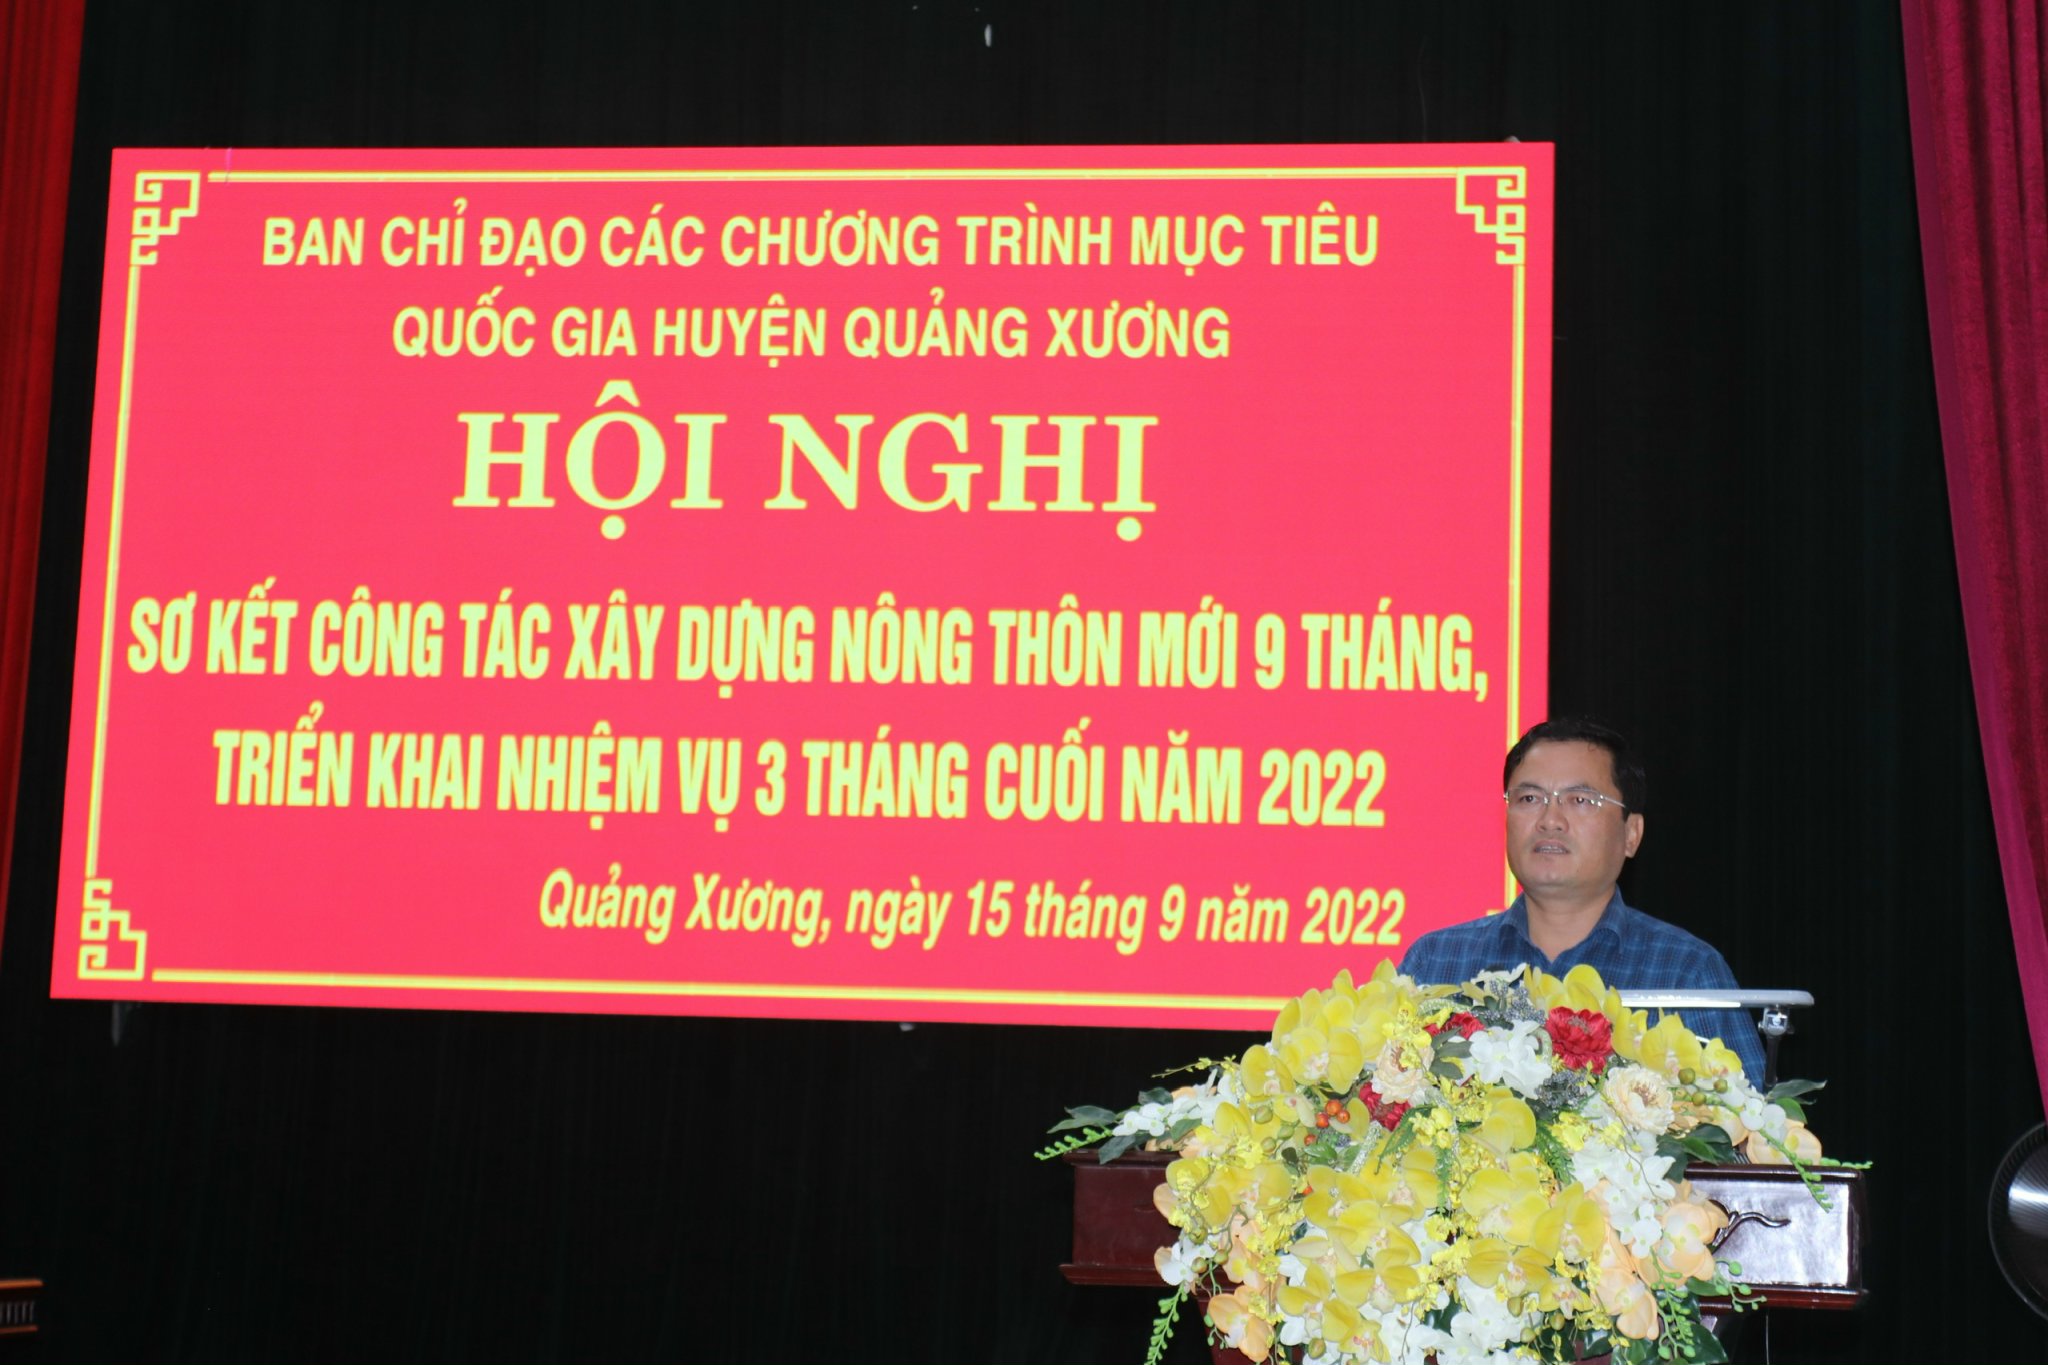 BAN CHỈ ĐẠO CÁC CHƯƠNG TRÌNH MỤC TIÊU
QUỐC GIA HUYỆN QUẢNG XƯƠNG
HỘI NGHỊ
SƠ KẾT CÔNG TÁC XÂY DỰNG NÔNG THÔN MỚI 9 THÁNG,
TRIỂN KHAI NHIỆM VỤ 3 THÁNG CUỐI NĂM 2022
Quảng Xương, ngày 15 tháng 9 năm 2022